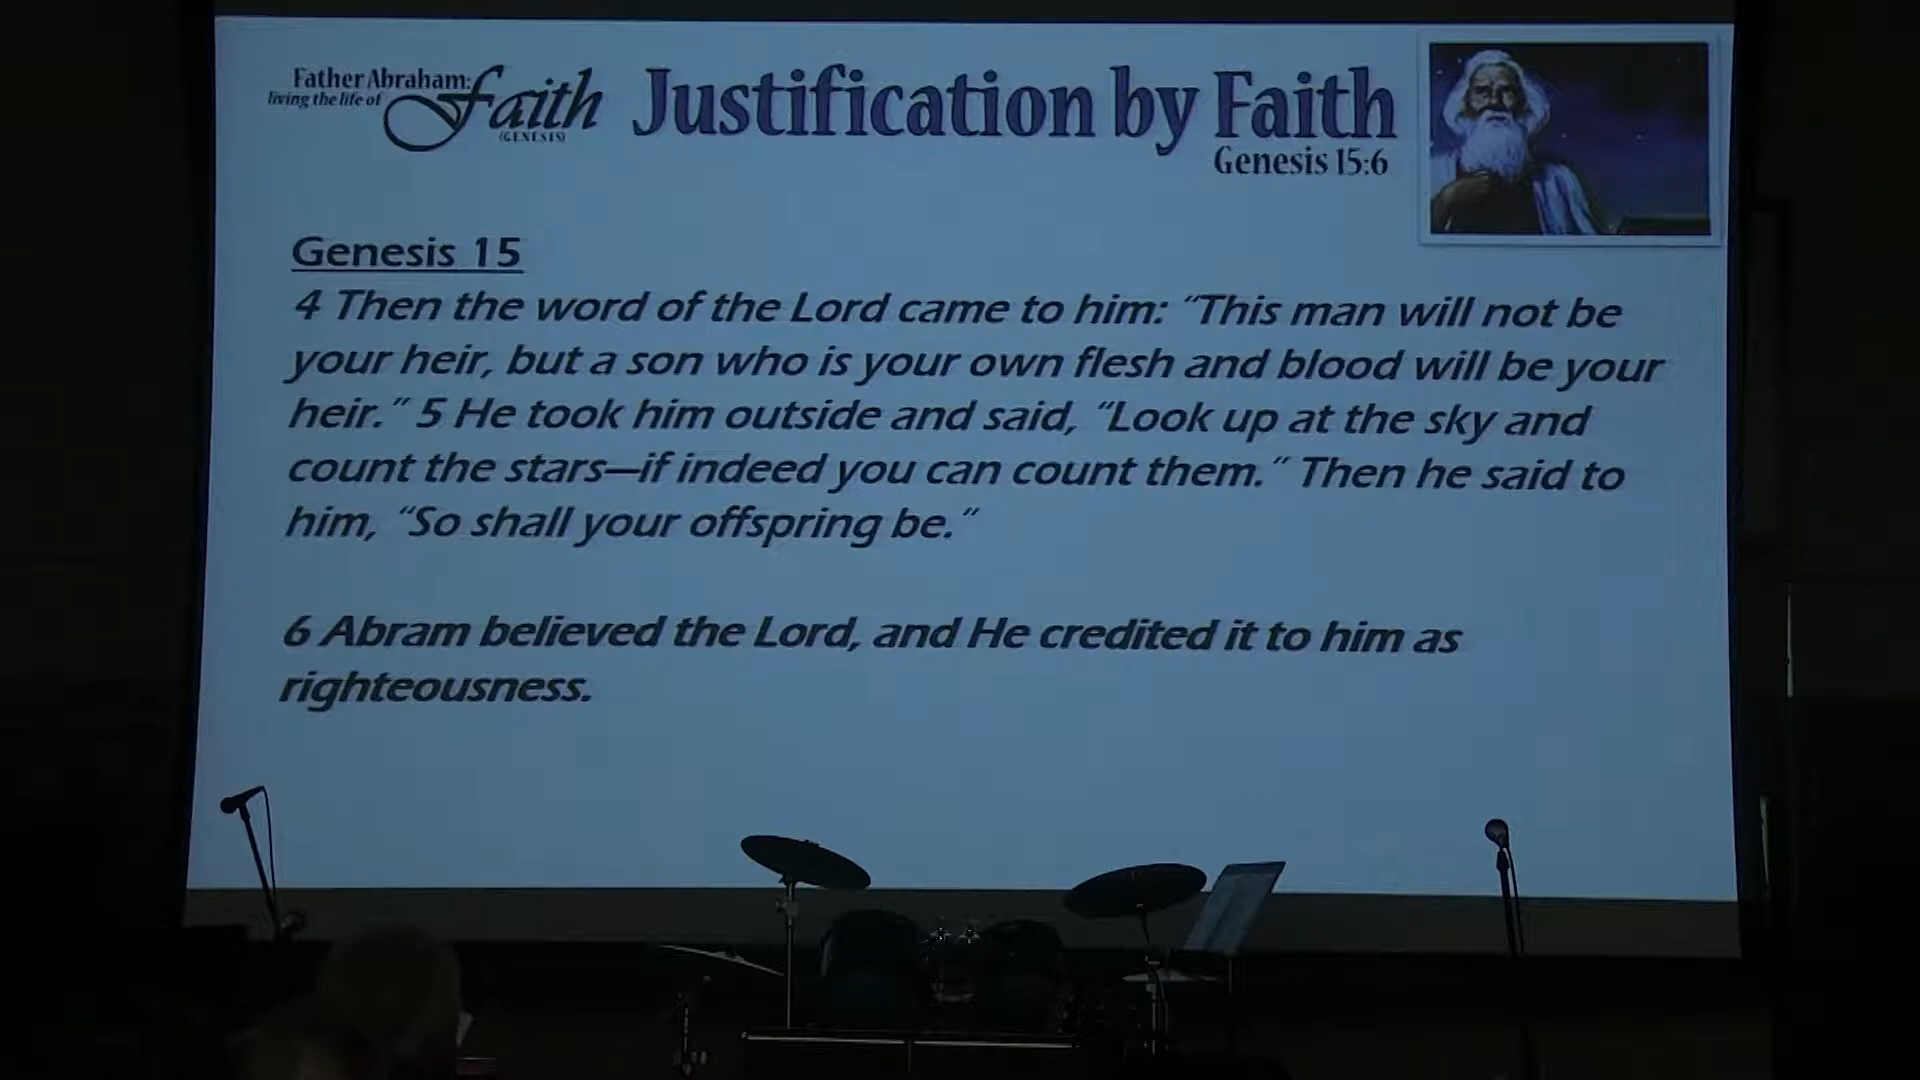 Father Abraham:
living the life of
Faith
(GENESIS)
Justification by Faith
Genesis 15:6
Genesis 15
4 Then the word of the Lord came to him: “This man will not be
your heir, but a son who is your own flesh and blood will be your
heir.” 5 He took him outside and said, “Look up at the sky and
count the stars—if indeed you can count them.” Then he said to
him, “So shall your offspring be.”
6 Abram believed the Lord, and He credited it to him as
righteousness.